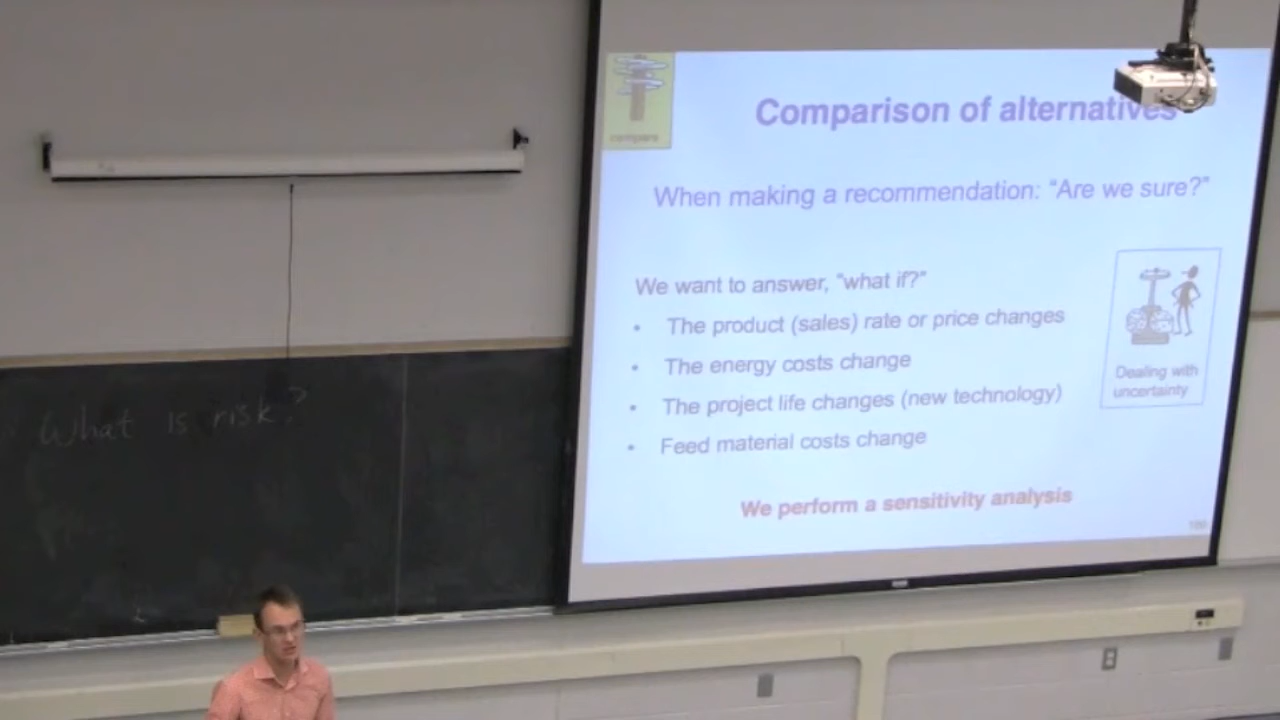 compare
Comparison of alternatives
When making a recommendation: "Are we sure?"
We want to answer, "what if?"
• The product (sales) rate or price changes
• The energy costs change
• The project life changes (new technology)
• Feed material costs change
Dealing with
uncertainty
We perform a sensitivity analysis
What is risk?